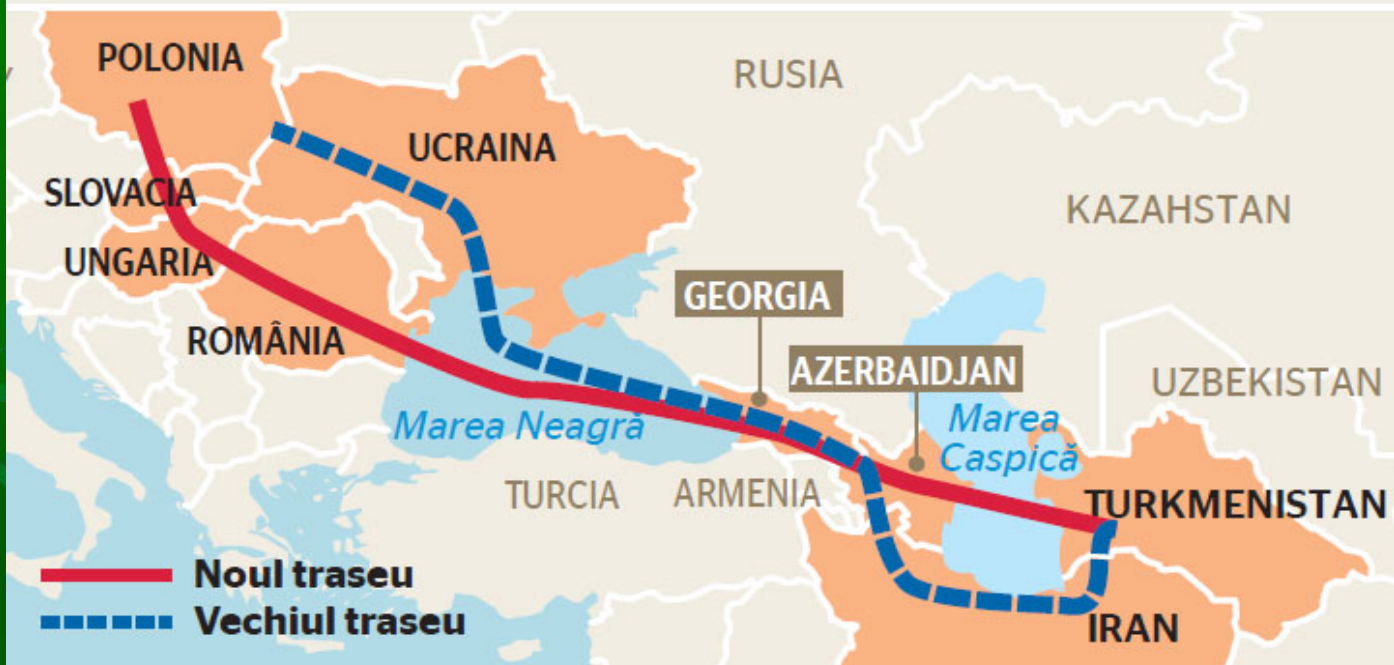 POLONIA
RUSIA
UCRAINA
SLOVACIA
KAZAHSTAN
UNGARIA
GEORGIA
ROMÂNIA
AZERBAIDJAN
UZBEKISTAN
Marea Neagră
Marea
Caspică
TURCIA
ARMENIA
TURKMENISTAN
Noul traseu
Vechiul traseu
IRAN